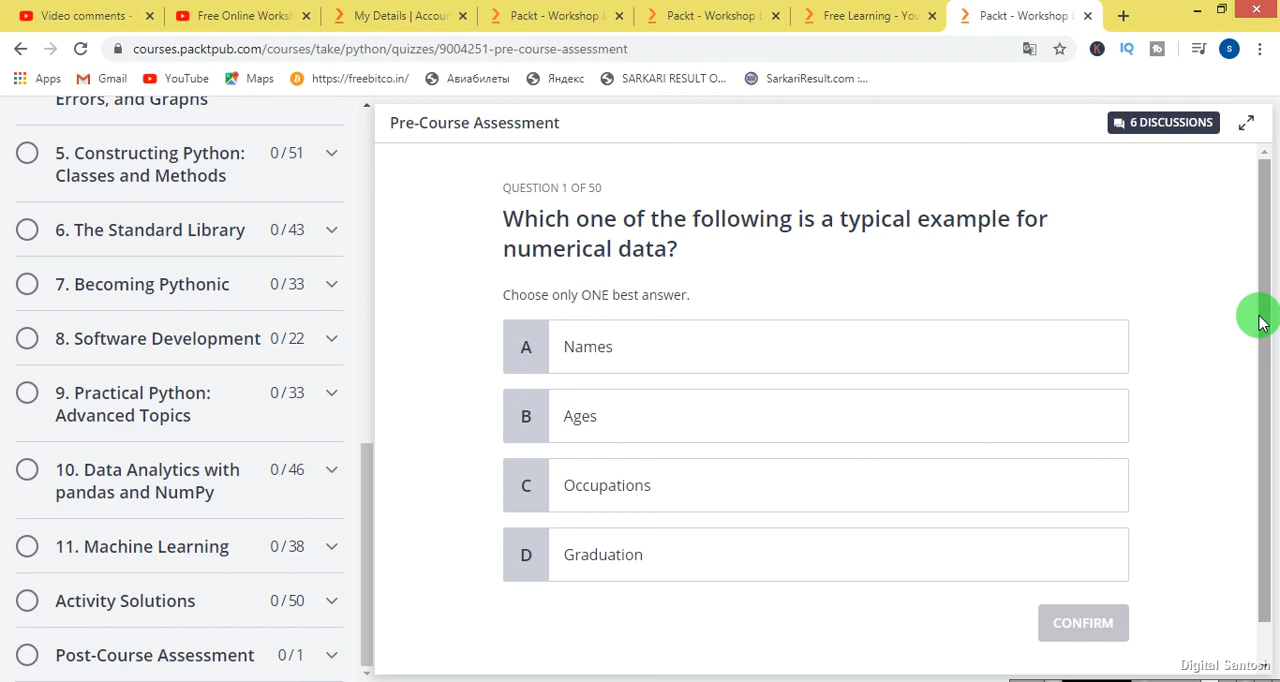 Video comments -
Free Online Worksh
My Details | Accour
Packt - Workshop
Packt - Workshop
Free Learning - You
Packt - Workshop
courses.packtpub.com/courses/take/python/quizzes/9004251-pre-course-assessment
Apps
Gmail
YouTube
Maps
https://freebitco.in/
Авиабилеты
Яндекс
SARKARI RESULT O...
SarkariResult.com :...
Errors, and Graphs
5. Constructing Python:
Classes and Methods
0/51
6. The Standard Library
0/43
7. Becoming Pythonic
0/33
8. Software Development
0/22
9. Practical Python:
Advanced Topics
0/33
10. Data Analytics with
pandas and NumPy
0/46
11. Machine Learning
0/38
Activity Solutions
0/50
Post-Course Assessment
0/1
Pre-Course Assessment
6 DISCUSSIONS
QUESTION 1 OF 50
Which one of the following is a typical example for
numerical data?
Choose only ONE best answer.
A Names
B Ages
C Occupations
D Graduation
CONFIRM
Digital Santosh